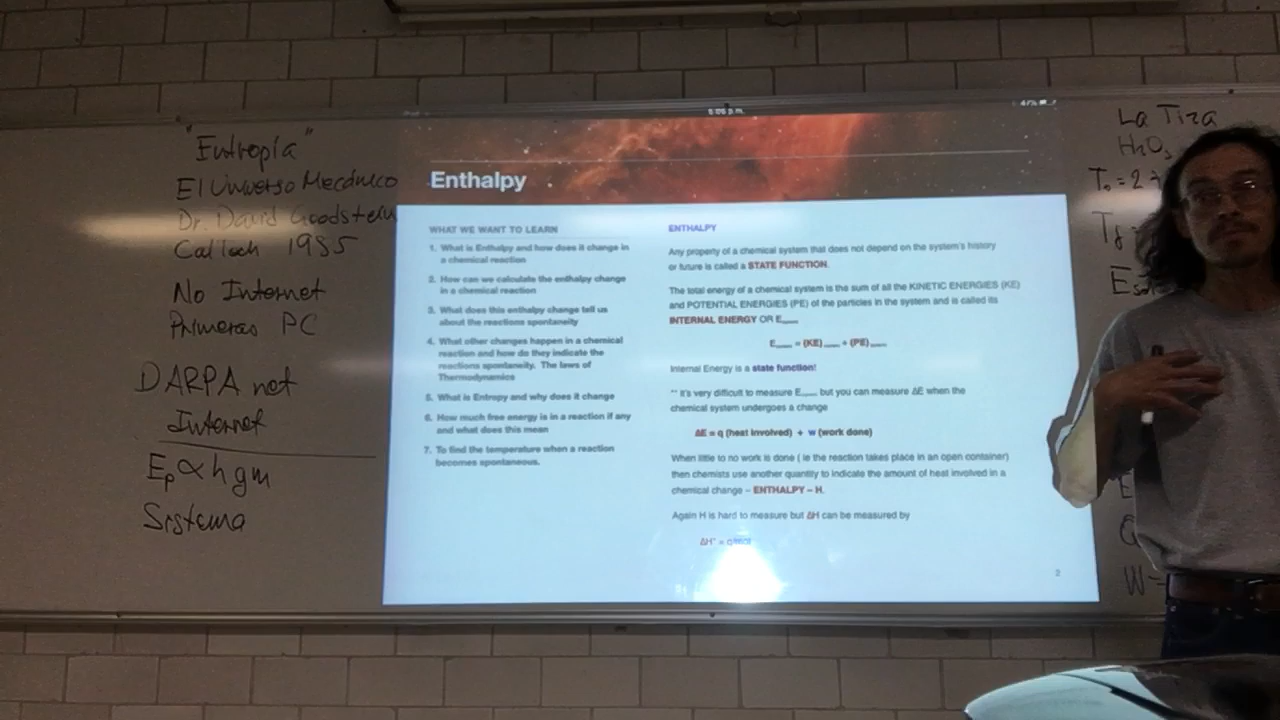 "Entropía"
El Universo Mecánico
Dr. David Goodstein
CalTech 1985
No Internet
Primeras PC
DARPA net
Internet
Ep ∝ h g m
Sistema
5:05 p.m.
47%
Enthalpy
WHAT WE WANT TO LEARN
1. What is Enthalpy and how does it change in
a chemical reaction
2. How can we calculate the enthalpy change
in a chemical reaction
3. What does this enthalpy change tell us
about the reactions spontaneity
4. What other changes happen in a chemical
reaction and how do they indicate the
reactions spontaneity. The laws of
Thermodynamics
5. What is Entropy and why does it change
6. How much free energy is in a reaction if any
and what does this mean
7. To find the temperature when a reaction
becomes spontaneous.
ENTHALPY
Any property of a chemical system that does not depend on the system's history
or future is called a STATE FUNCTION.
The total energy of a chemical system is the sum of all the KINETIC ENERGIES (KE)
and POTENTIAL ENERGIES (PE) of the particles in the system and is called its
INTERNAL ENERGY OR E
E = (KE) + (PE)
Internal Energy is a state function!
** it's very difficult to measure E but you can measure ΔE when the
chemical system undergoes a change
ΔE = q (heat involved) + w (work done)
When little to no work is done ( ie the reaction takes place in an open container)
then chemists use another quantity to indicate the amount of heat involved in a
chemical change – ENTHALPY – H.
Again H is hard to measure but ΔH can be measured by
ΔH° = q/mol
2
La Tiza
T₀ = 2
E
Q
W =